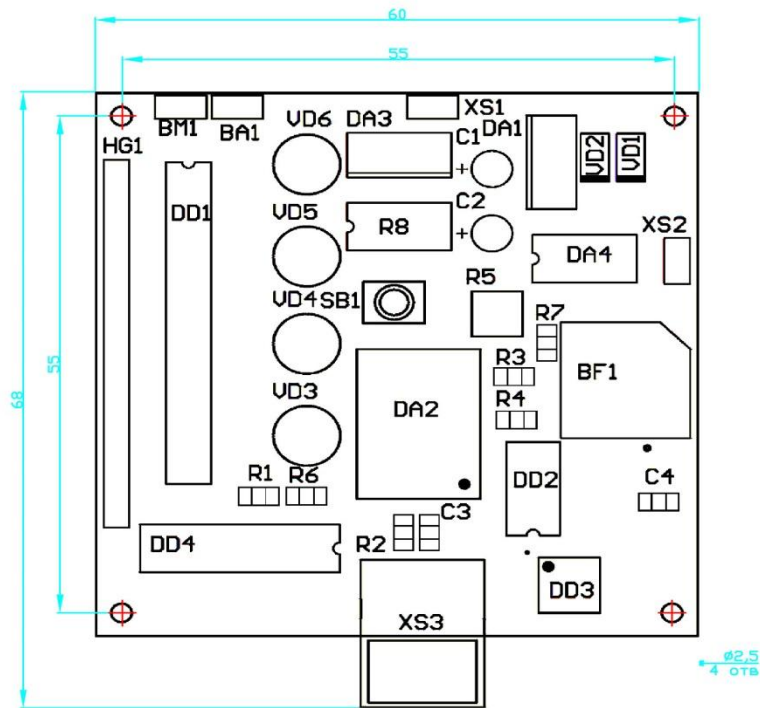 60
55
BM1 BA1 VD6 DA3 C1 XS1 DA1
HG1 VD2 VD1
DD1 VD5 R8 C2 XS2
DA4
VD4 SB1 R5
R7
VD3 R3 BF1
DA2 R4
55
68
R1 R6 DD2 C4
C3
DD4 R2
DD3
XS3
ø2,5
4 отв
+
+